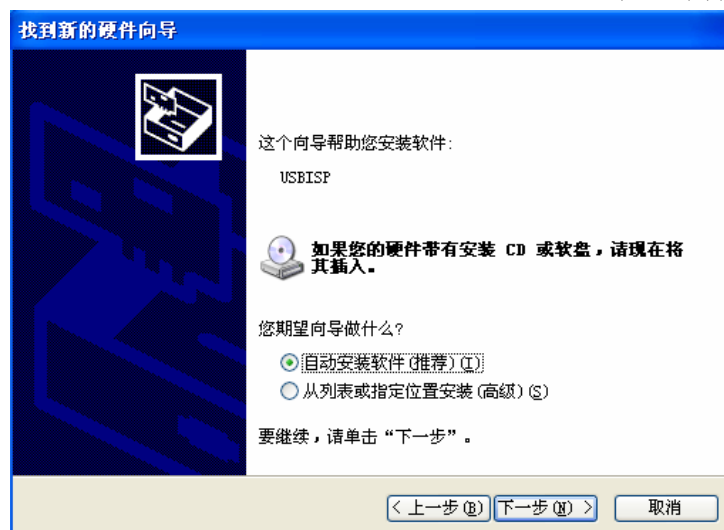 找到新的硬件向导
这个向导帮助您安装软件:
USBISP
如果您的硬件带有安装 CD 或软盘，请现在将
其插入。
您期望向导做什么?
自动安装软件(推荐)(I)
从列表或指定位置安装(高级)(S)
要继续，请单击“下一步”。
< 上一步(B) 下一步(N) > 取消